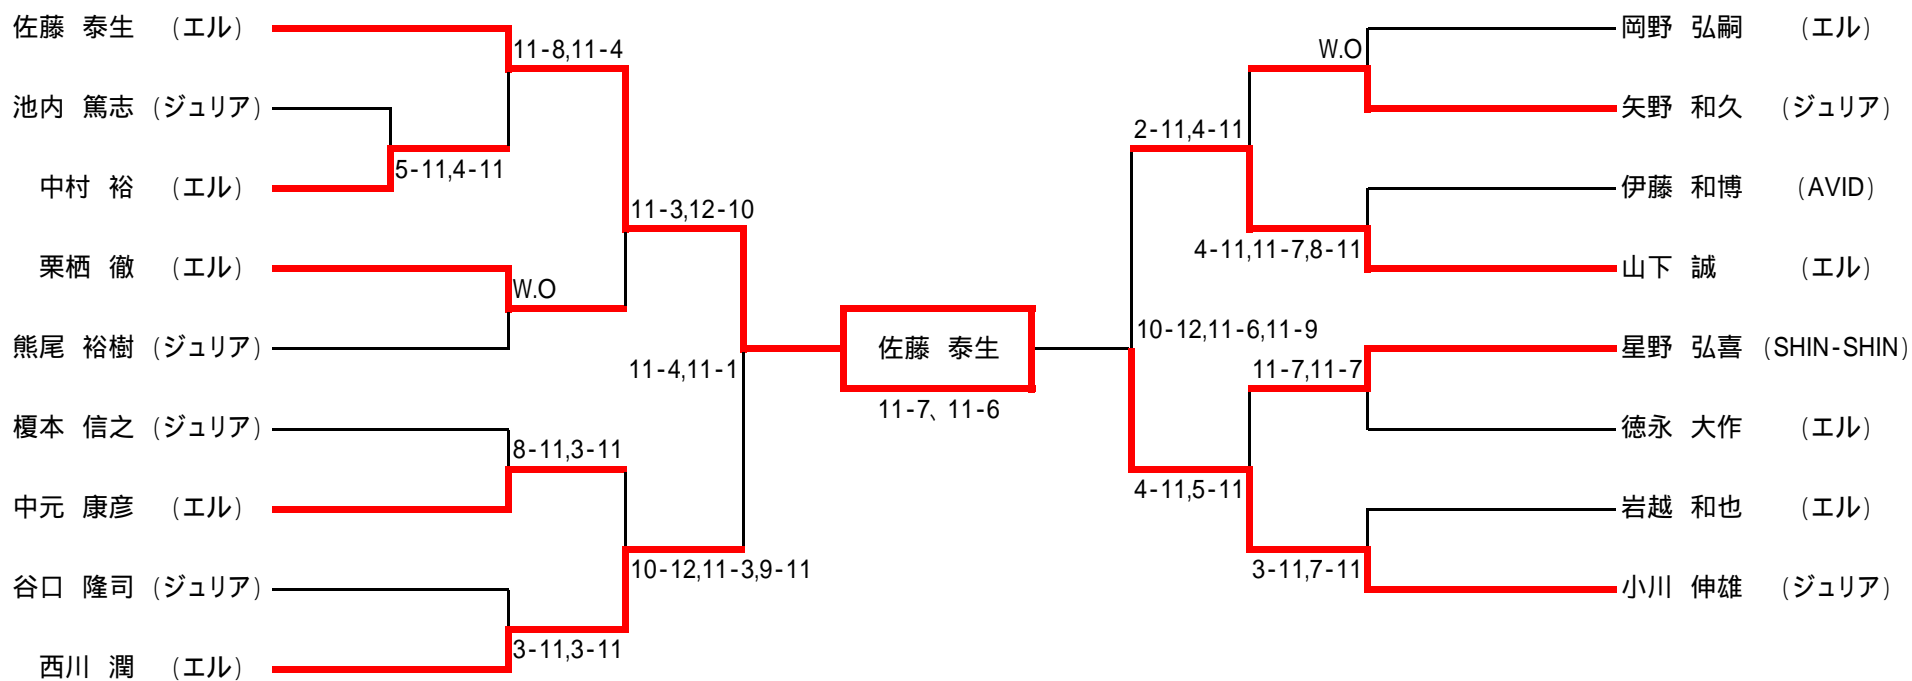 佐藤 泰生 (エル)
11-8,11-4
池内 篤志 (ジュリア)
5-11,4-11
中村 裕 (エル)
11-3,12-10
栗栖 徹 (エル)
W.O
熊尾 裕樹 (ジュリア)
11-4,11-1
榎本 信之 (ジュリア)
8-11,3-11
中元 康彦 (エル)
10-12,11-3,9-11
谷口 隆司 (ジュリア)
3-11,3-11
西川 潤 (エル)
佐藤 泰生
11-7、11-6
岡野 弘嗣 (エル)
W.O
矢野 和久 (ジュリア)
2-11,4-11
伊藤 和博 (AVID)
4-11,11-7,8-11
山下 誠 (エル)
10-12,11-6,11-9
星野 弘喜 (SHIN-SHIN)
11-7,11-7
徳永 大作 (エル)
4-11,5-11
岩越 和也 (エル)
3-11,7-11
小川 伸雄 (ジュリア)